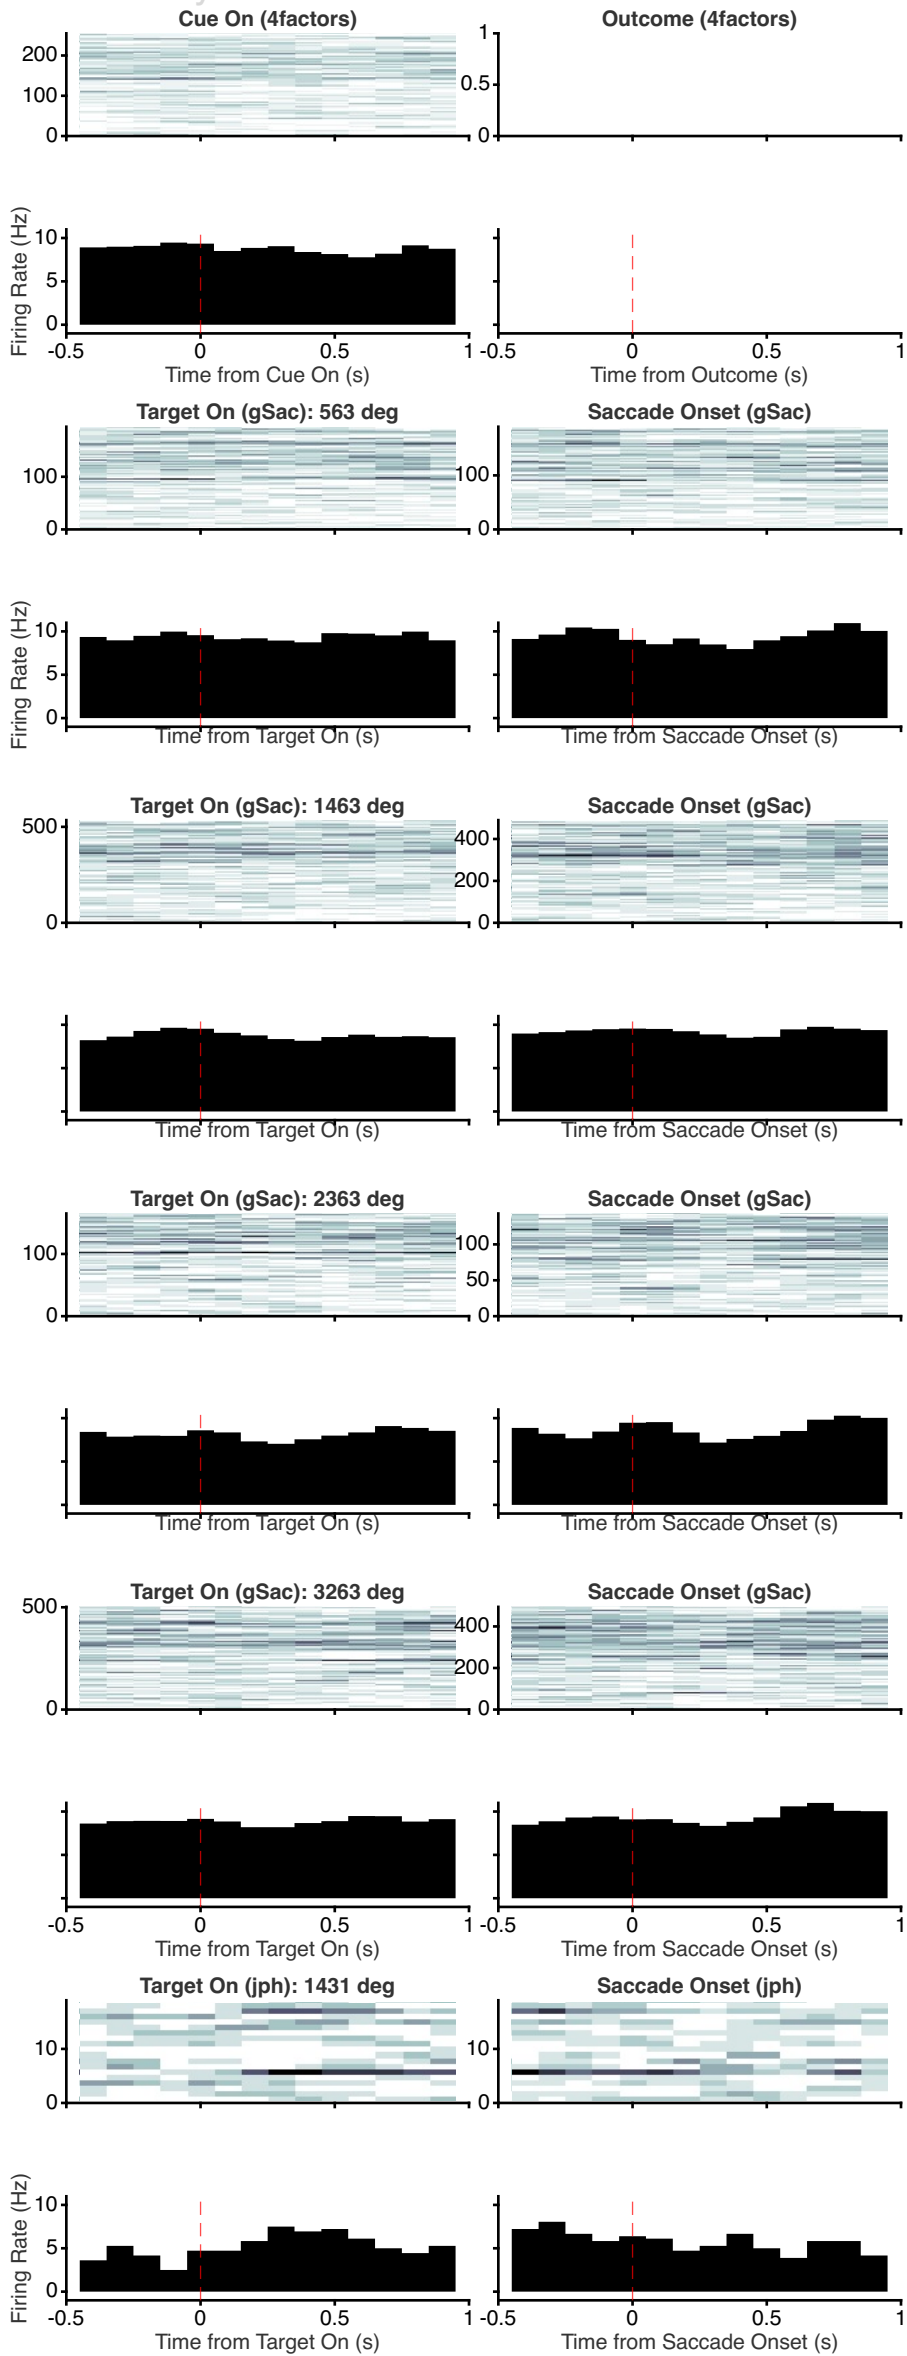 Cue On (4factors) Outcome (4factors)
200
100
0
1
0.5
0
Firing Rate (Hz)
10
5
0
-0.5 0 0.5 1 -0.5 0 0.5 1
Time from Cue On (s) Time from Outcome (s)
Target On (gSac): 563 deg Saccade Onset (gSac)
100
0
100
0
Firing Rate (Hz)
10
5
0
Time from Target On (s) Time from Saccade Onset (s)
Target On (gSac): 1463 deg Saccade Onset (gSac)
500
0
400
200
0
Time from Target On (s) Time from Saccade Onset (s)
Target On (gSac): 2363 deg Saccade Onset (gSac)
100
0
100
50
0
Time from Target On (s) Time from Saccade Onset (s)
Target On (gSac): 3263 deg Saccade Onset (gSac)
500
0
400
200
0
-0.5 0 0.5 1 -0.5 0 0.5 1
Time from Target On (s) Time from Saccade Onset (s)
Target On (jph): 1431 deg Saccade Onset (jph)
10
0
10
0
Firing Rate (Hz)
10
5
0
-0.5 0 0.5 1 -0.5 0 0.5 1
Time from Target On (s) Time from Saccade Onset (s)